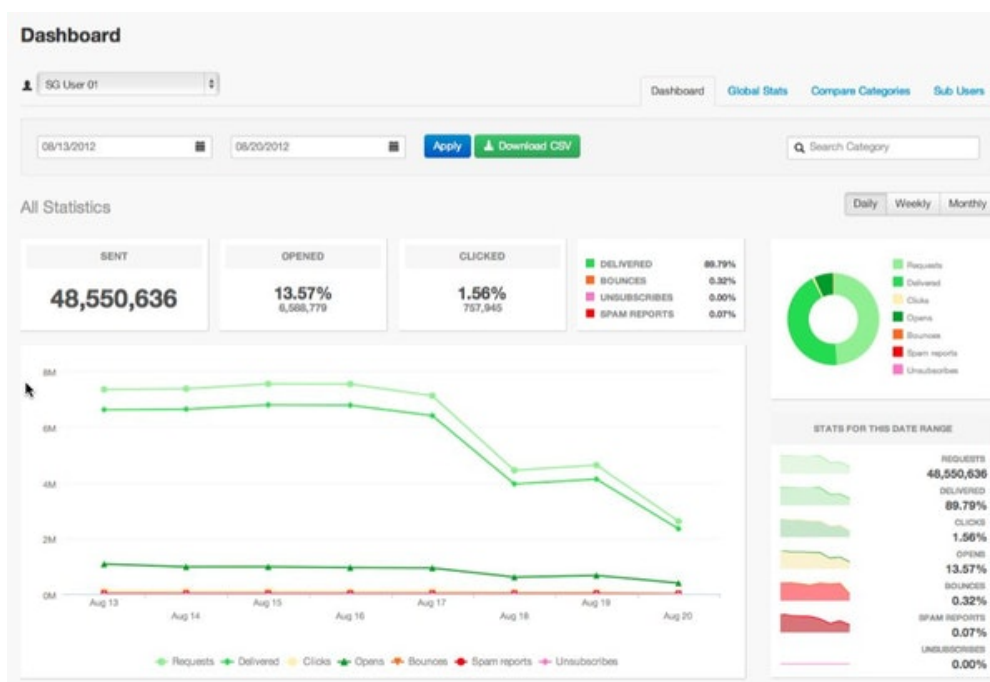 Dashboard
SG User 01
Dashboard Global Stats Compare Categories Sub Users
08/13/2012 08/20/2012 Apply Download CSV Search Category
All Statistics
Daily Weekly Monthly
SENT
48,550,636
OPENED
13.57%
6,588,779
CLICKED
1.56%
757,945
DELIVERED 89.79%
BOUNCES 0.32%
UNSUBSCRIBES 0.00%
SPAM REPORTS 0.07%
Requests
Delivered
Clicks
Opens
Bounces
Spam reports
Unsubscribes
8M
6M
4M
2M
0M
Aug 13 Aug 14 Aug 15 Aug 16 Aug 17 Aug 18 Aug 19 Aug 20
Requests Delivered Clicks Opens Bounces Spam reports Unsubscribes
STATS FOR THIS DATE RANGE
REQUESTS
48,550,636
DELIVERED
89.79%
CLICKS
1.56%
OPENS
13.57%
BOUNCES
0.32%
SPAM REPORTS
0.07%
UNSUBSCRIBES
0.00%